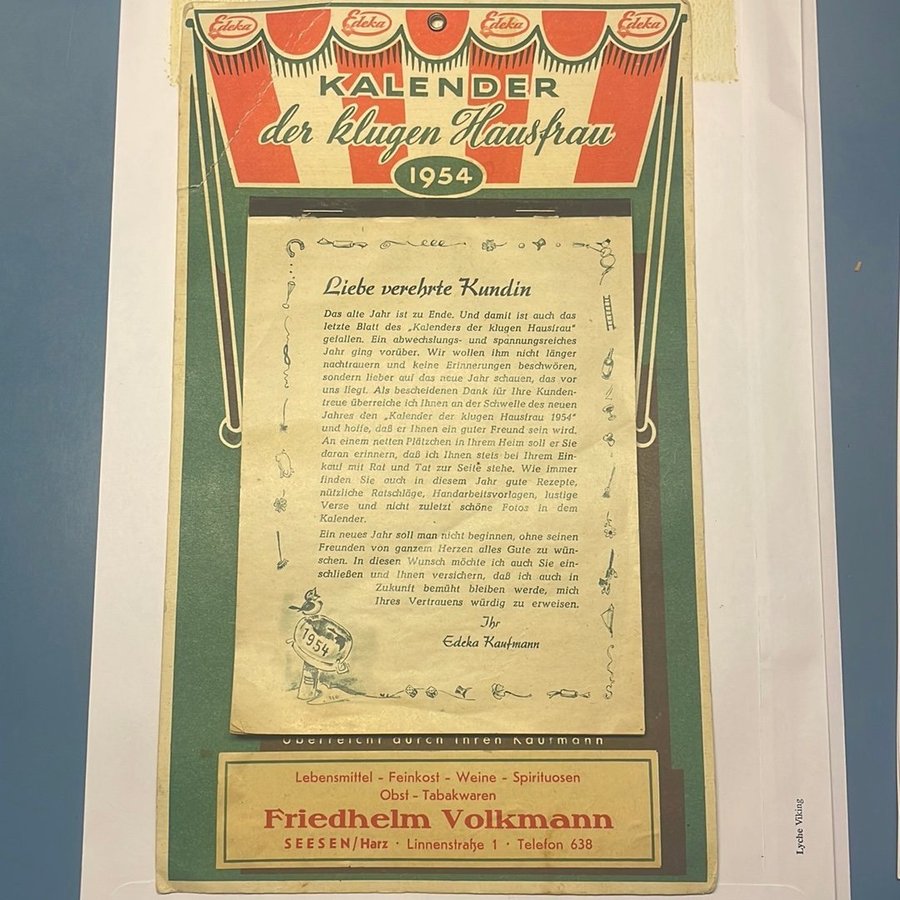 Edeka Edeka Edeka Edeka
KALENDER
der klugen Hausfrau
1954
Liebe verehrte Kundin
Das alte Jahr ist zu Ende. Und damit ist auch das
letzte Blatt des „Kalenders der klugen Hausfrau"
gefallen. Ein abwechslungs- und spannungsreiches
Jahr ging vorüber. Wir wollen ihm nicht länger
nachtrauern und keine Erinnerungen beschwören,
sondern lieber auf das neue Jahr schauen, das vor
uns liegt. Als bescheidenen Dank für Ihre Kunden-
treue überreiche ich Ihnen an der Schwelle des neuen
Jahres den „Kalender der klugen Hausfrau 1954"
und hoffe, daß er Ihnen ein guter Freund sein wird.
An einem netten Plätzchen in Ihrem Heim soll er Sie
daran erinnern, daß ich Ihnen stets bei Ihrem Ein-
kauf mit Rat und Tat zur Seite stehe. Wie immer
finden Sie auch in diesem Jahr gute Rezepte,
nützliche Ratschläge, Handarbeitsvorlagen, lustige
Verse und nicht zuletzt schöne Fotos in dem
Kalender.
Ein neues Jahr soll man nicht beginnen, ohne seinen
Freunden von ganzem Herzen alles Gute zu wün-
schen. In diesen Wunsch möchte ich auch Sie ein-
schließen und Ihnen versichern, daß ich auch in
Zukunft bemüht bleiben werde, mich
Ihres Vertrauens würdig zu erweisen.
Ihr
Edeka Kaufmann
1954
Überreicht durch Ihren Kaufmann
Lebensmittel - Feinkost - Weine - Spirituosen
Obst - Tabakwaren
Friedhelm Volkmann
SEESEN/Harz · Linnenstraße 1 · Telefon 638
Lyche Viking